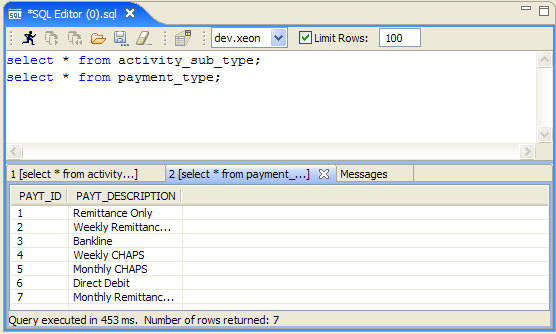 *SQL Editor (0).sql
dev.xeon Limit Rows: 100
select * from activity_sub_type;
select * from payment_type;
1 [select * from activity...] 2 [select * from payment_...] Messages
PAYT_ID PAYT_DESCRIPTION
1 Remittance Only
2 Weekly Remittanc...
3 Bankline
4 Weekly CHAPS
5 Monthly CHAPS
6 Direct Debit
7 Monthly Remittanc...
Query executed in 453 ms. Number of rows returned: 7